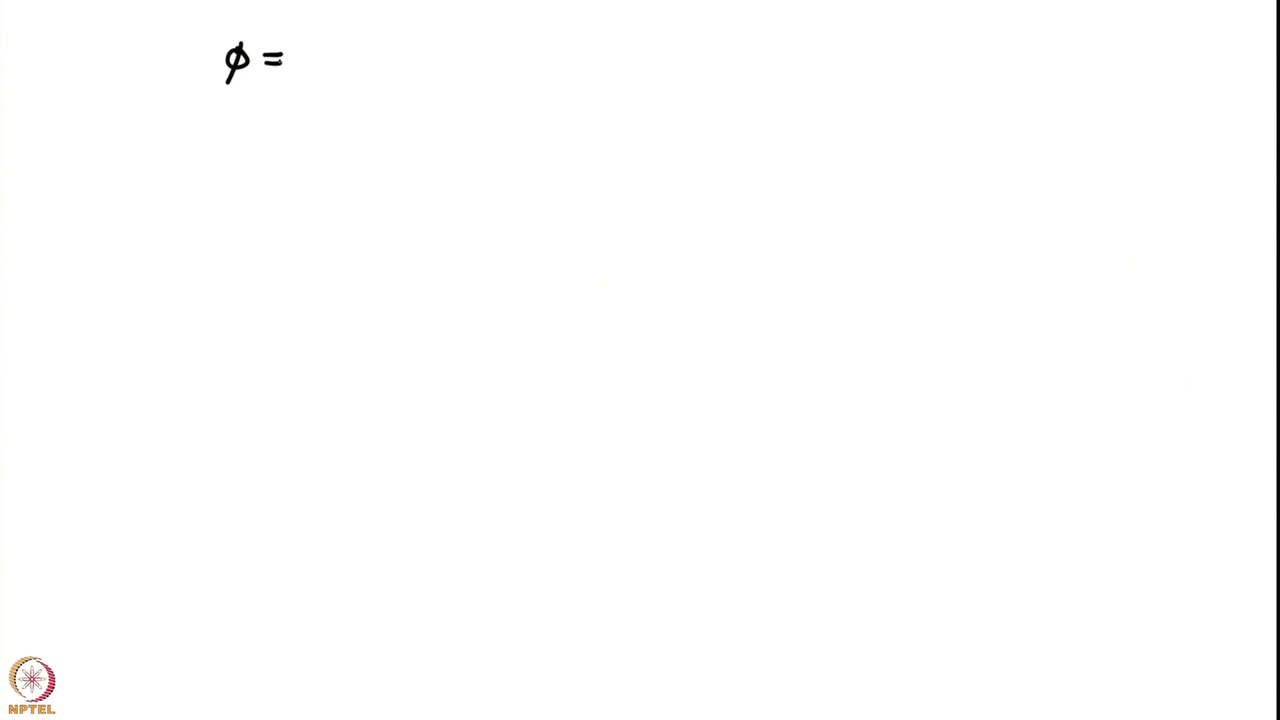 φ =
NPTEL